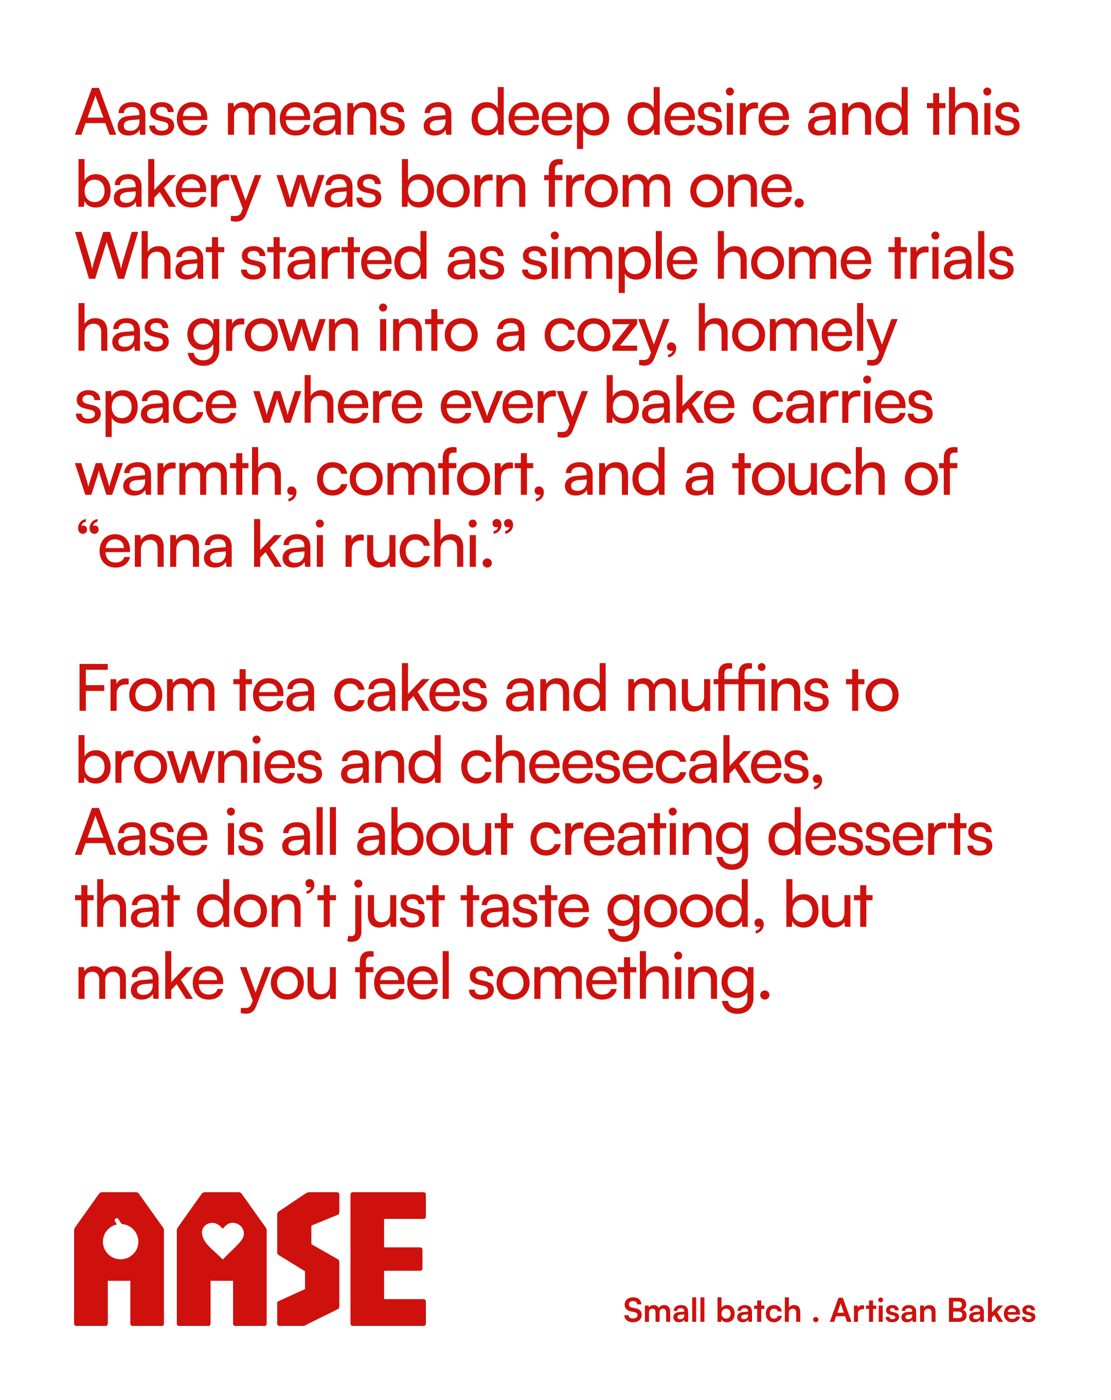 Aase means a deep desire and this
bakery was born from one.
What started as simple home trials
has grown into a cozy, homely
space where every bake carries
warmth, comfort, and a touch of
“enna kai ruchi.”
From tea cakes and muffins to
brownies and cheesecakes,
Aase is all about creating desserts
that don’t just taste good, but
make you feel something.
AASE
Small batch . Artisan Bakes